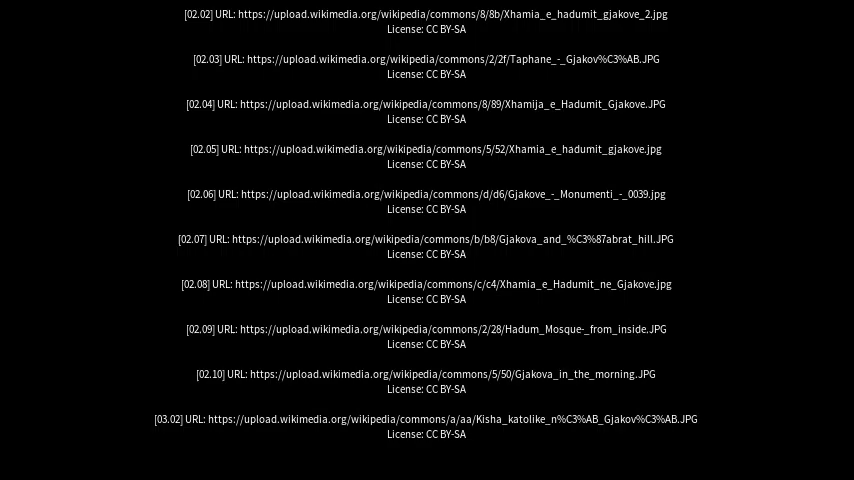 [02.02] URL: https://upload.wikimedia.org/wikipedia/commons/8/8b/Xhamia_e_hadumit_gjakove_2.jpg
License: CC BY-SA
[02.03] URL: https://upload.wikimedia.org/wikipedia/commons/2/2f/Taphane_-_Gjakov%C3%AB.JPG
License: CC BY-SA
[02.04] URL: https://upload.wikimedia.org/wikipedia/commons/8/89/Xhamija_e_Hadumit_Gjakove.JPG
License: CC BY-SA
[02.05] URL: https://upload.wikimedia.org/wikipedia/commons/5/52/Xhamia_e_hadumit_gjakove.jpg
License: CC BY-SA
[02.06] URL: https://upload.wikimedia.org/wikipedia/commons/d/d6/Gjakove_-_Monumenti_-_0039.jpg
License: CC BY-SA
[02.07] URL: https://upload.wikimedia.org/wikipedia/commons/b/b8/Gjakova_and_%C3%87abrat_hill.JPG
License: CC BY-SA
[02.08] URL: https://upload.wikimedia.org/wikipedia/commons/c/c4/Xhamia_e_Hadumit_ne_Gjakove.jpg
License: CC BY-SA
[02.09] URL: https://upload.wikimedia.org/wikipedia/commons/2/28/Hadum_Mosque-_from_inside.JPG
License: CC BY-SA
[02.10] URL: https://upload.wikimedia.org/wikipedia/commons/5/50/Gjakova_in_the_morning.JPG
License: CC BY-SA
[03.02] URL: https://upload.wikimedia.org/wikipedia/commons/a/aa/Kisha_katolike_n%C3%AB_Gjakov%C3%AB.JPG
License: CC BY-SA